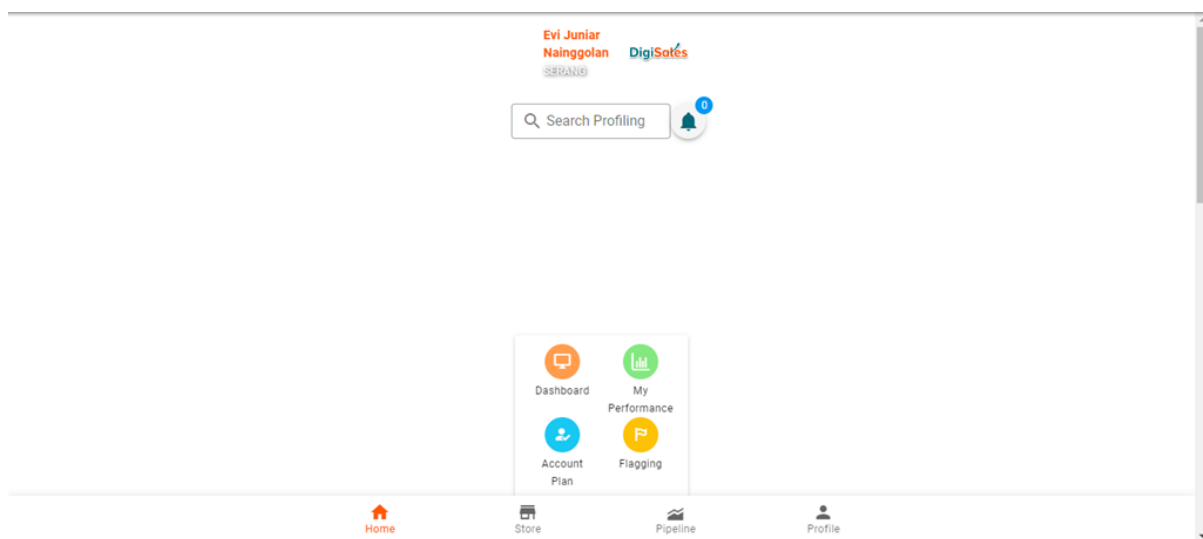 Evi Juniar
Nainggolan
DigiSales
SERANG
Search Profiling
0
Dashboard
My
Performance
Account
Plan
Flagging
Home
Store
Pipeline
Profile